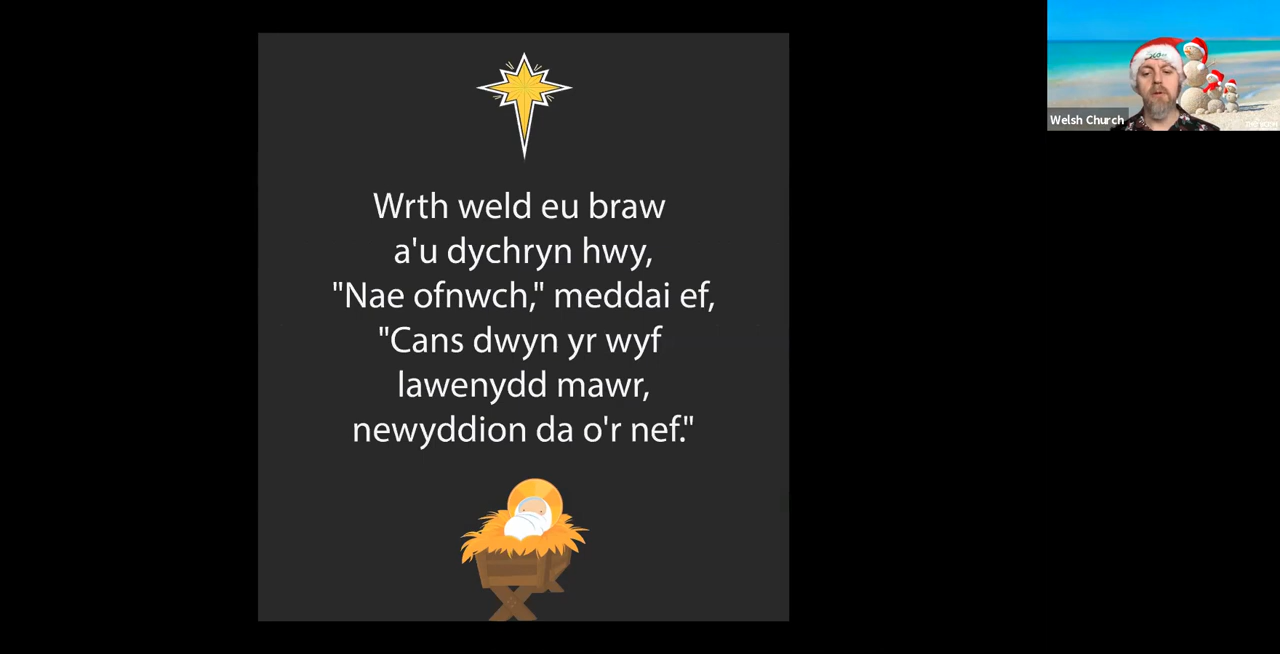 Wrth weld eu braw
a'u dychryn hwy,
"Nae ofnwch," meddai ef,
"Cans dwyn yr wyf
lawenydd mawr,
newyddion da o'r nef."
Welsh Church